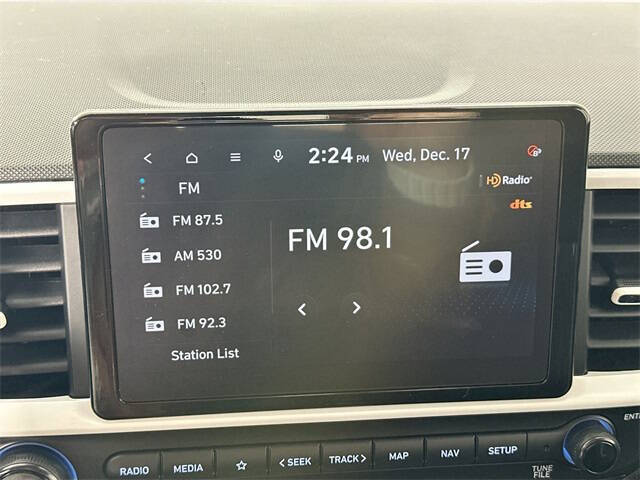 2:24 PM Wed, Dec. 17
FM
HD Radio
dts
FM 87.5
AM 530
FM 102.7
FM 92.3
Station List
FM 98.1
RADIO MEDIA < SEEK TRACK > MAP NAV SETUP
TUNE
FILE